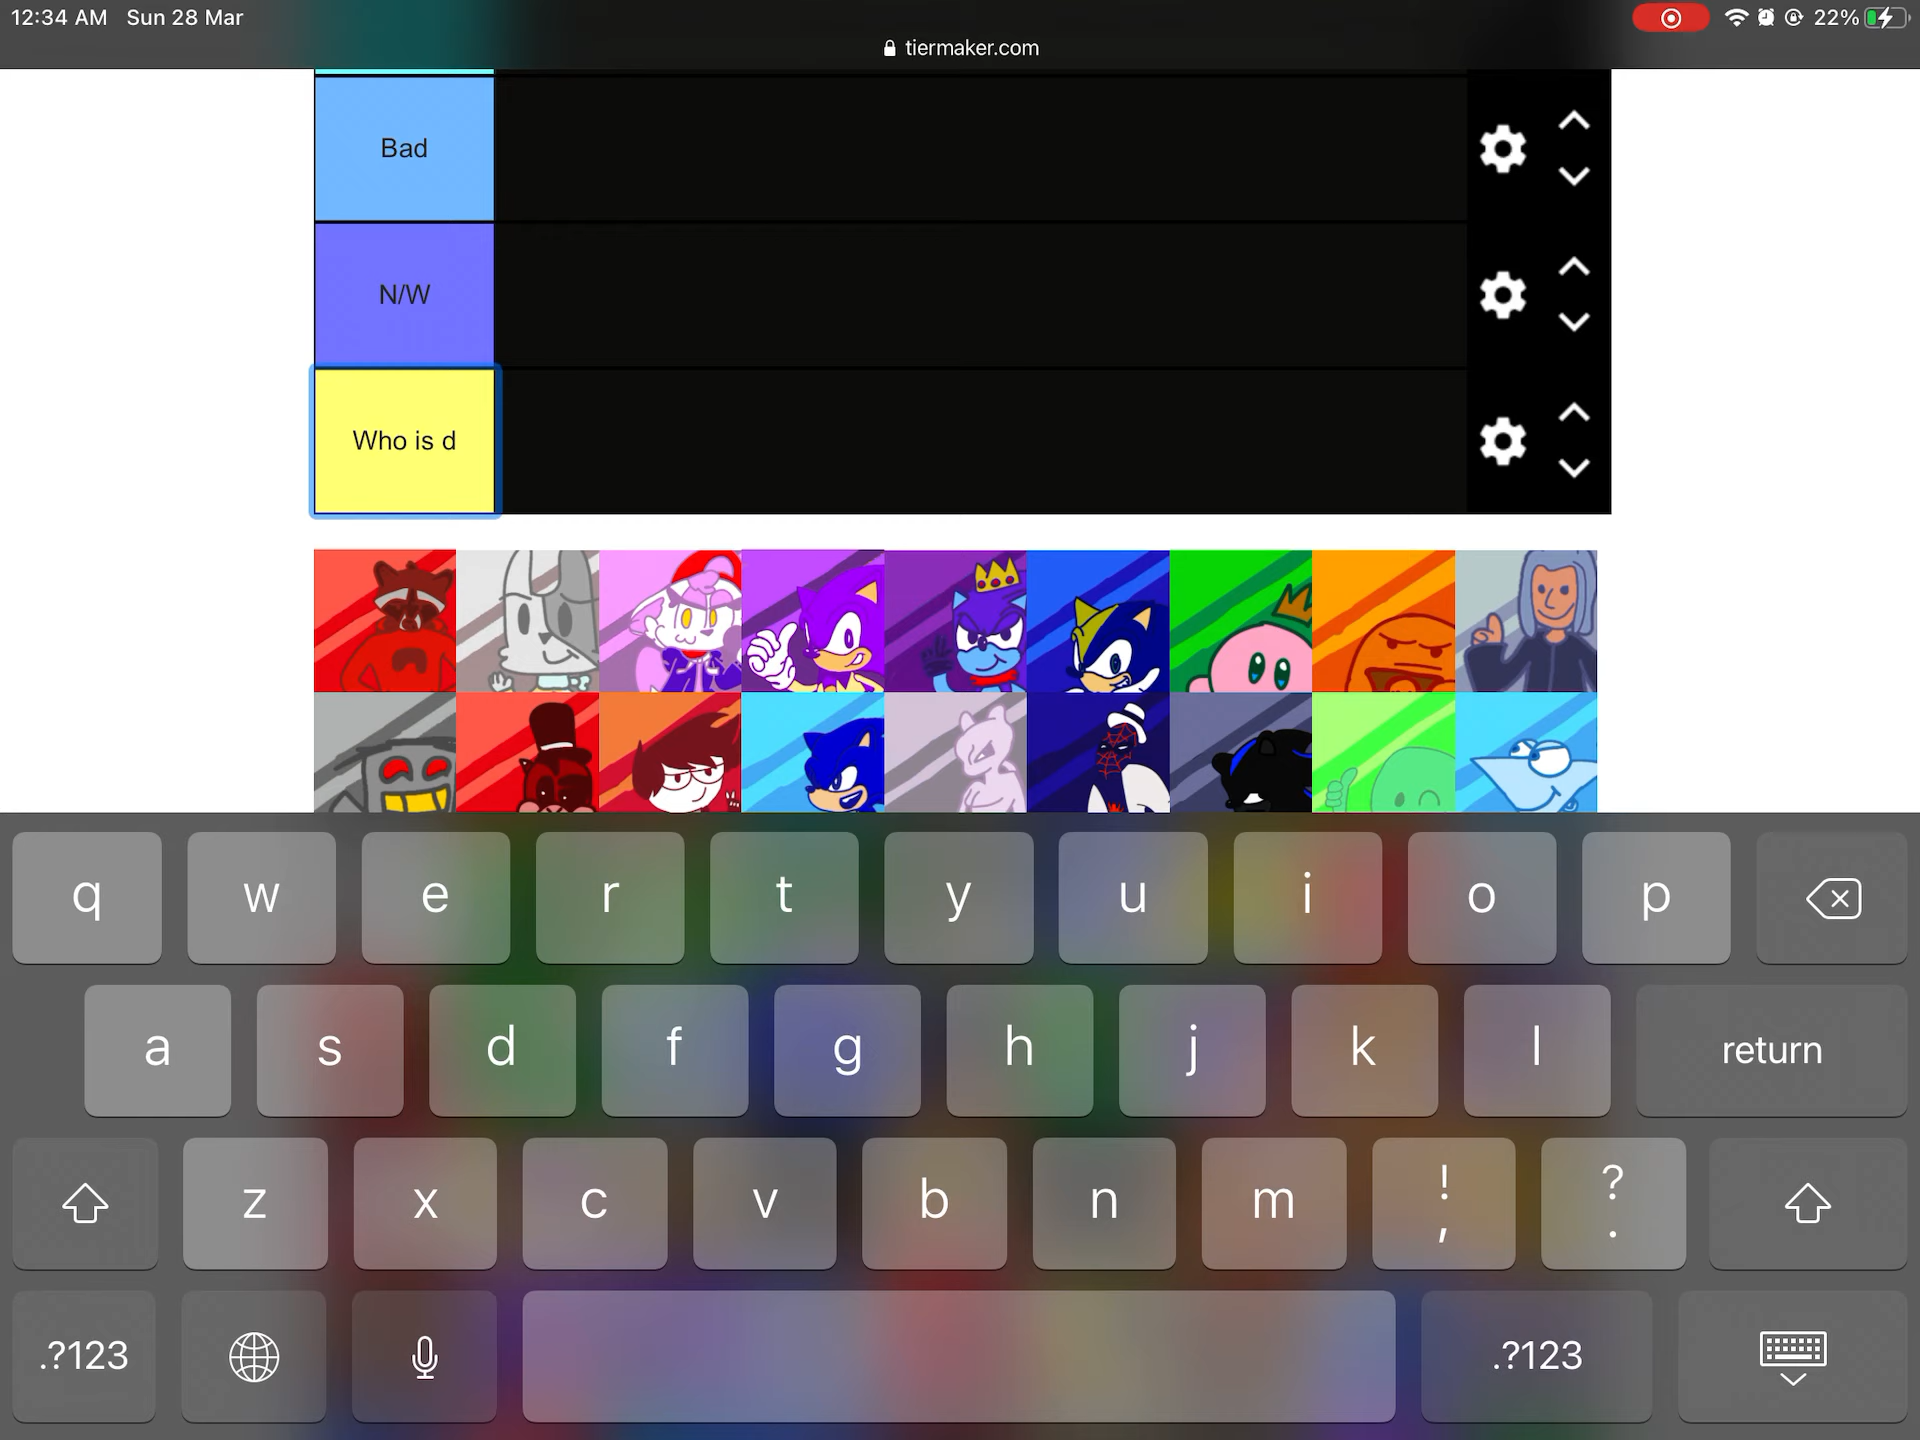 12:34 AM Sun 28 Mar
22%
tiermaker.com
Bad
N/W
Who is d
q w e r t y u i o p
a s d f g h j k l return
z x c v b n m ! , ? .
.?123 .?123